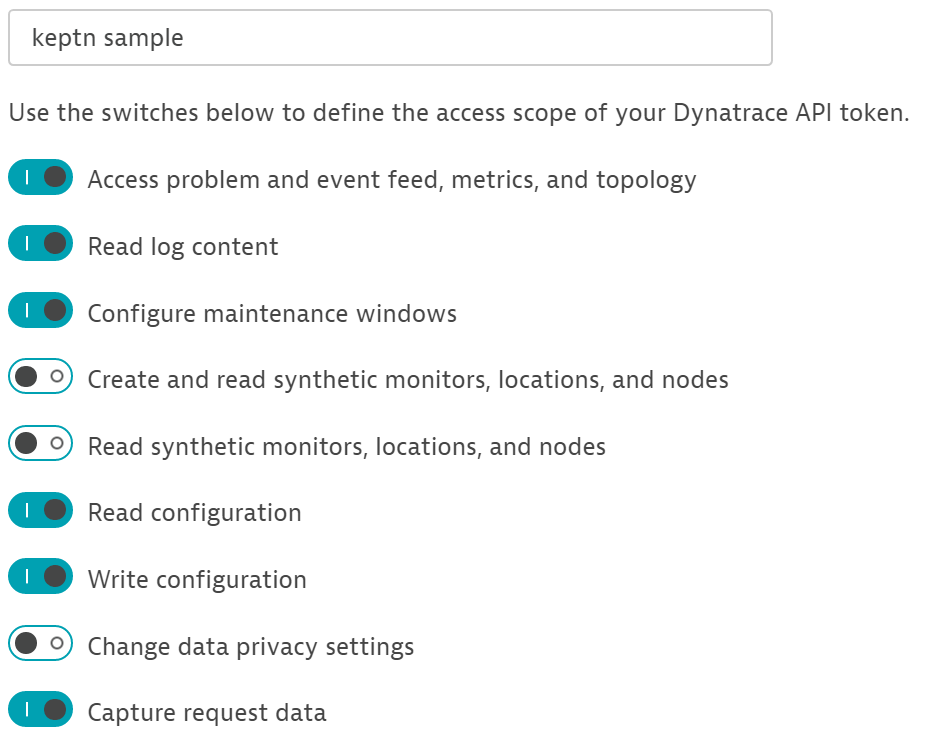 keptn sample
Use the switches below to define the access scope of your Dynatrace API token.
Access problem and event feed, metrics, and topology
Read log content
Configure maintenance windows
Create and read synthetic monitors, locations, and nodes
Read synthetic monitors, locations, and nodes
Read configuration
Write configuration
Change data privacy settings
Capture request data